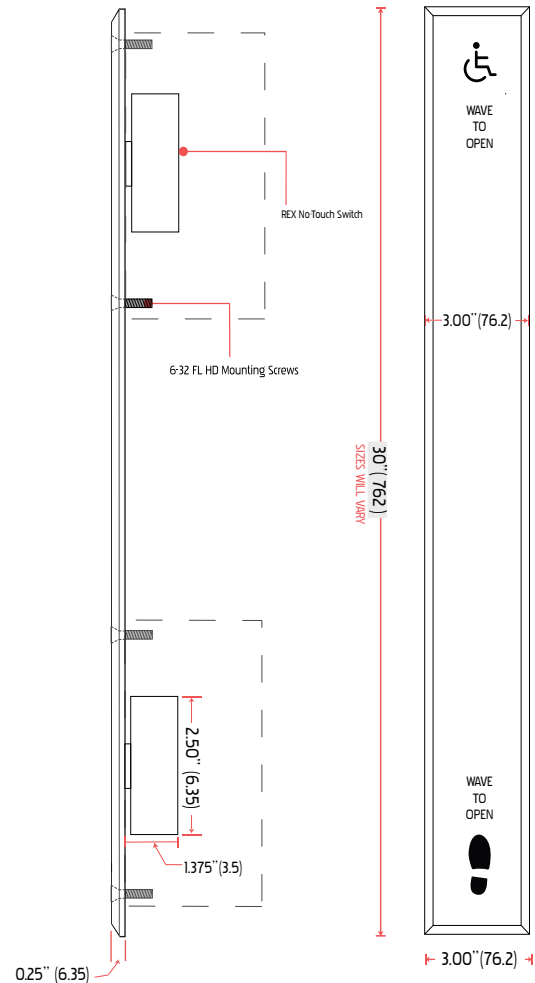 WAVE
TO
OPEN
REX No-Touch Switch
3.00"(76.2)
6-32 FL HD Mounting Screws
30"( 762 )
SIZES WILL VARY
2.50" (6.35)
WAVE
TO
OPEN
1.375"(3.5)
3.00"(76.2)
0.25" (6.35)